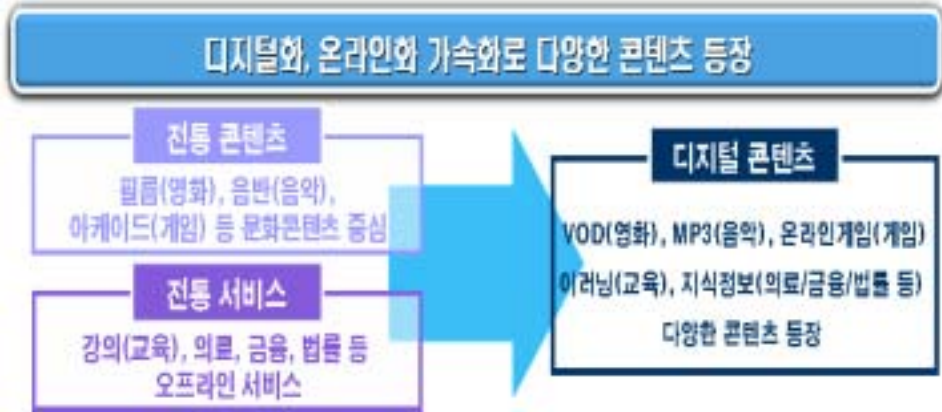 디지털화, 온라인화 가속화로 다양한 콘텐츠 등장
전통 콘텐츠
필름(영화), 음반(음악),
아케이드(게임) 등 문화콘텐츠 중심
전통 서비스
강의(교육), 의료, 금융, 법률 등
오프라인 서비스
디지털 콘텐츠
VOD(영화), MP3(음악), 온라인게임(게임)
이러닝(교육), 지식정보(의료/금융/법률 등)
다양한 콘텐츠 등장